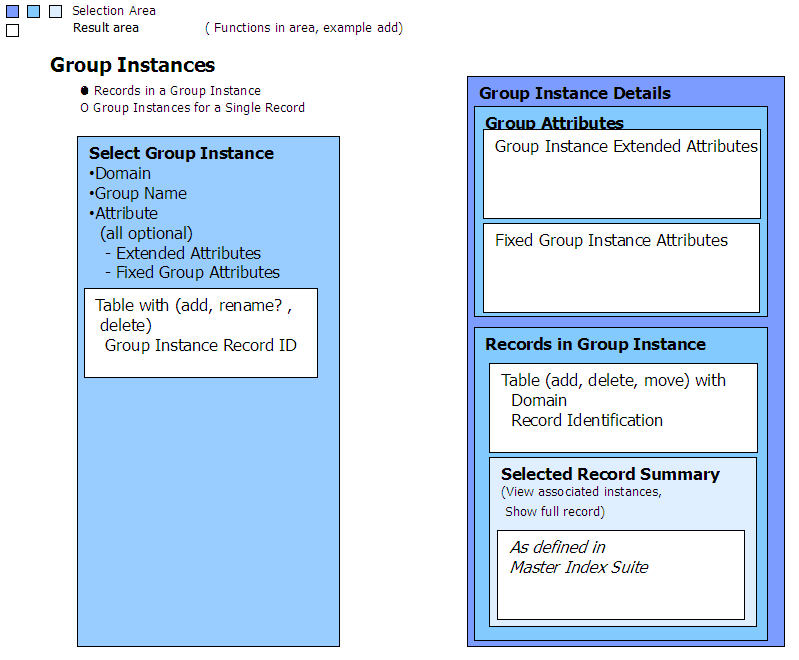 Selection Area
Result area ( Functions in area, example add)
Group Instances
Records in a Group Instance
Group Instances for a Single Record
Select Group Instance
•Domain
•Group Name
•Attribute
(all optional)
- Extended Attributes
- Fixed Group Attributes
Table with (add, rename? ,
delete)
Group Instance Record ID
Group Instance Details
Group Attributes
Group Instance Extended Attributes
Fixed Group Instance Attributes
Records in Group Instance
Table (add, delete, move) with
Domain
Record Identification
Selected Record Summary
(View associated instances,
Show full record)
As defined in
Master Index Suite